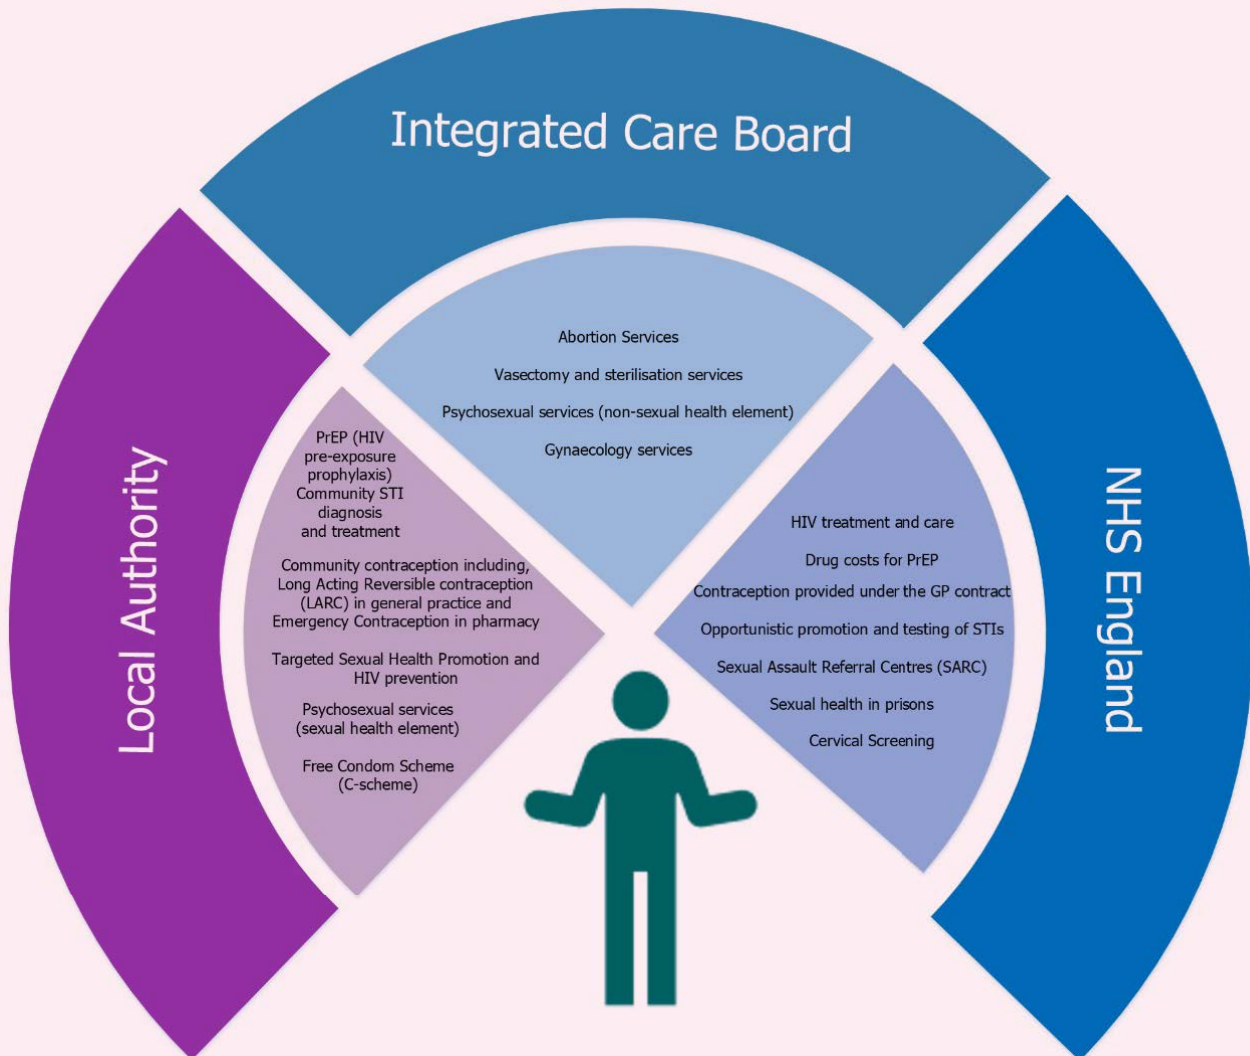 Integrated Care Board
Abortion Services
Vasectomy and sterilisation services
Psychosexual services (non-sexual health element)
Gynaecology services
Local Authority
PrEP (HIV
pre-exposure
prophylaxis)
Community STI
diagnosis
and treatment
Community contraception including,
Long Acting Reversible contraception
(LARC) in general practice and
Emergency Contraception in pharmacy
Targeted Sexual Health Promotion and
HIV prevention
Psychosexual services
(sexual health element)
Free Condom Scheme
(C-scheme)
NHS England
HIV treatment and care
Drug costs for PrEP
Contraception provided under the GP contract
Opportunistic promotion and testing of STIs
Sexual Assault Referral Centres (SARC)
Sexual health in prisons
Cervical Screening